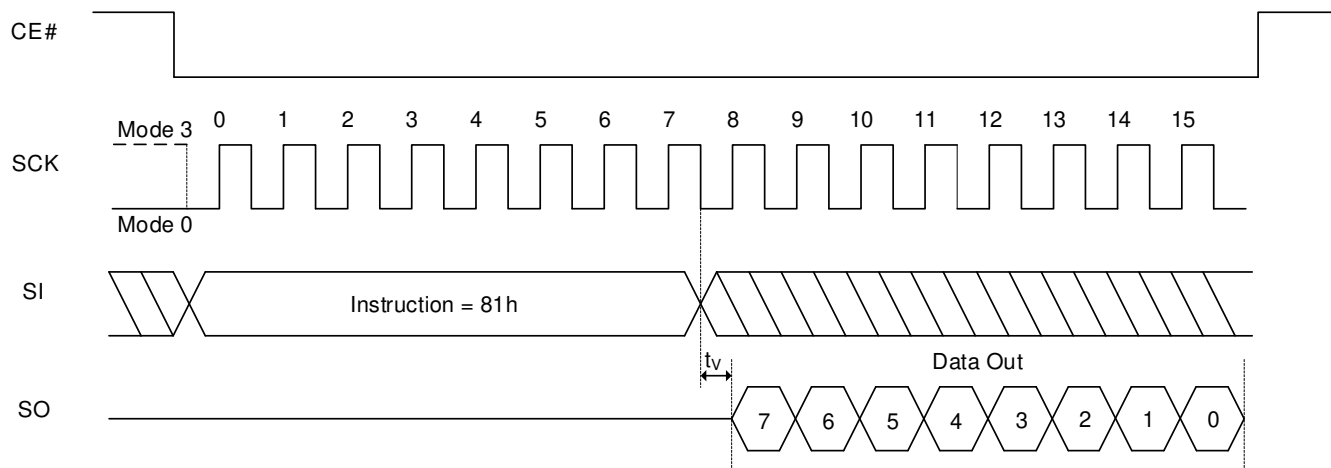 CE#
0 1 2 3 4 5 6 7 8 9 10 11 12 13 14 15
Mode 3
SCK
Mode 0
SI
Instruction = 81h
tV
Data Out
SO
7 6 5 4 3 2 1 0